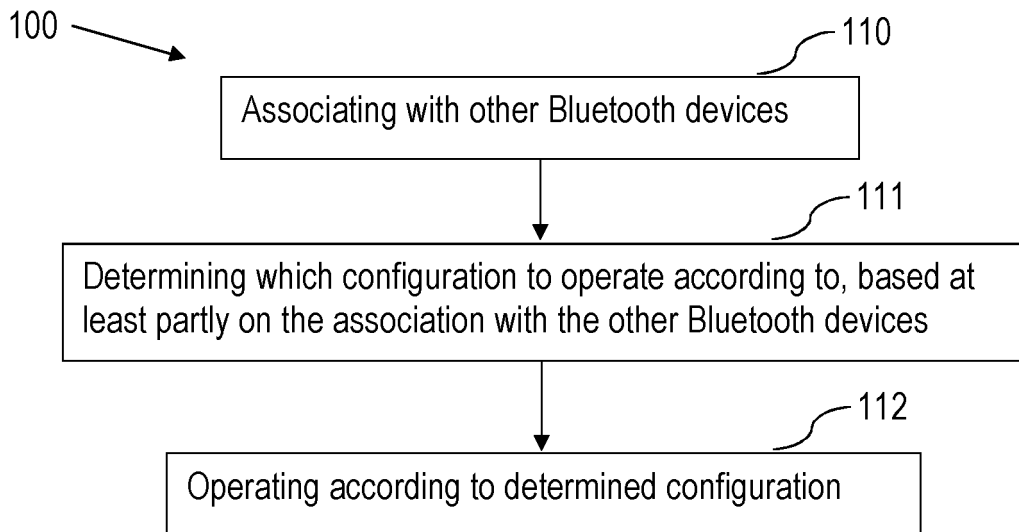 100
110
Associating with other Bluetooth devices
111
Determining which configuration to operate according to, based at
least partly on the association with the other Bluetooth devices
112
Operating according to determined configuration